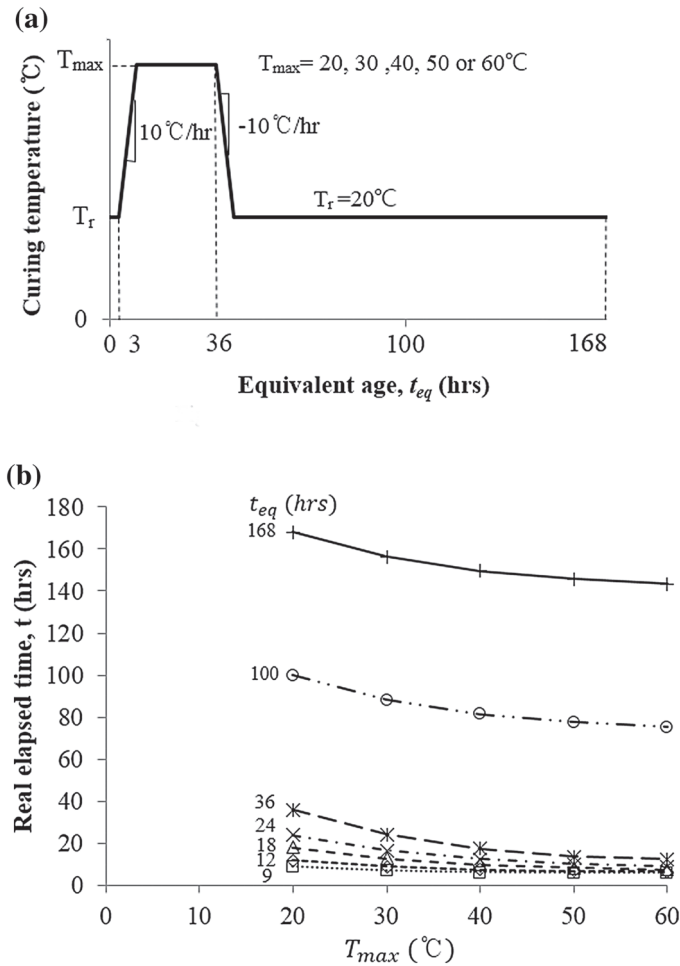 (a)
Curing temperature (℃)
Tmax
Tr
0
Tmax= 20, 30 ,40, 50 or 60℃
10℃/hr
-10℃/hr
Tr=20℃
0 3 36 100 168
Equivalent age, teq (hrs)
(b)
Real elapsed time, t (hrs)
180
160
140
120
100
80
60
40
20
0
teq (hrs)
168
100
36
24
18
12
9
0 10 20 30 40 50 60
Tmax (℃)